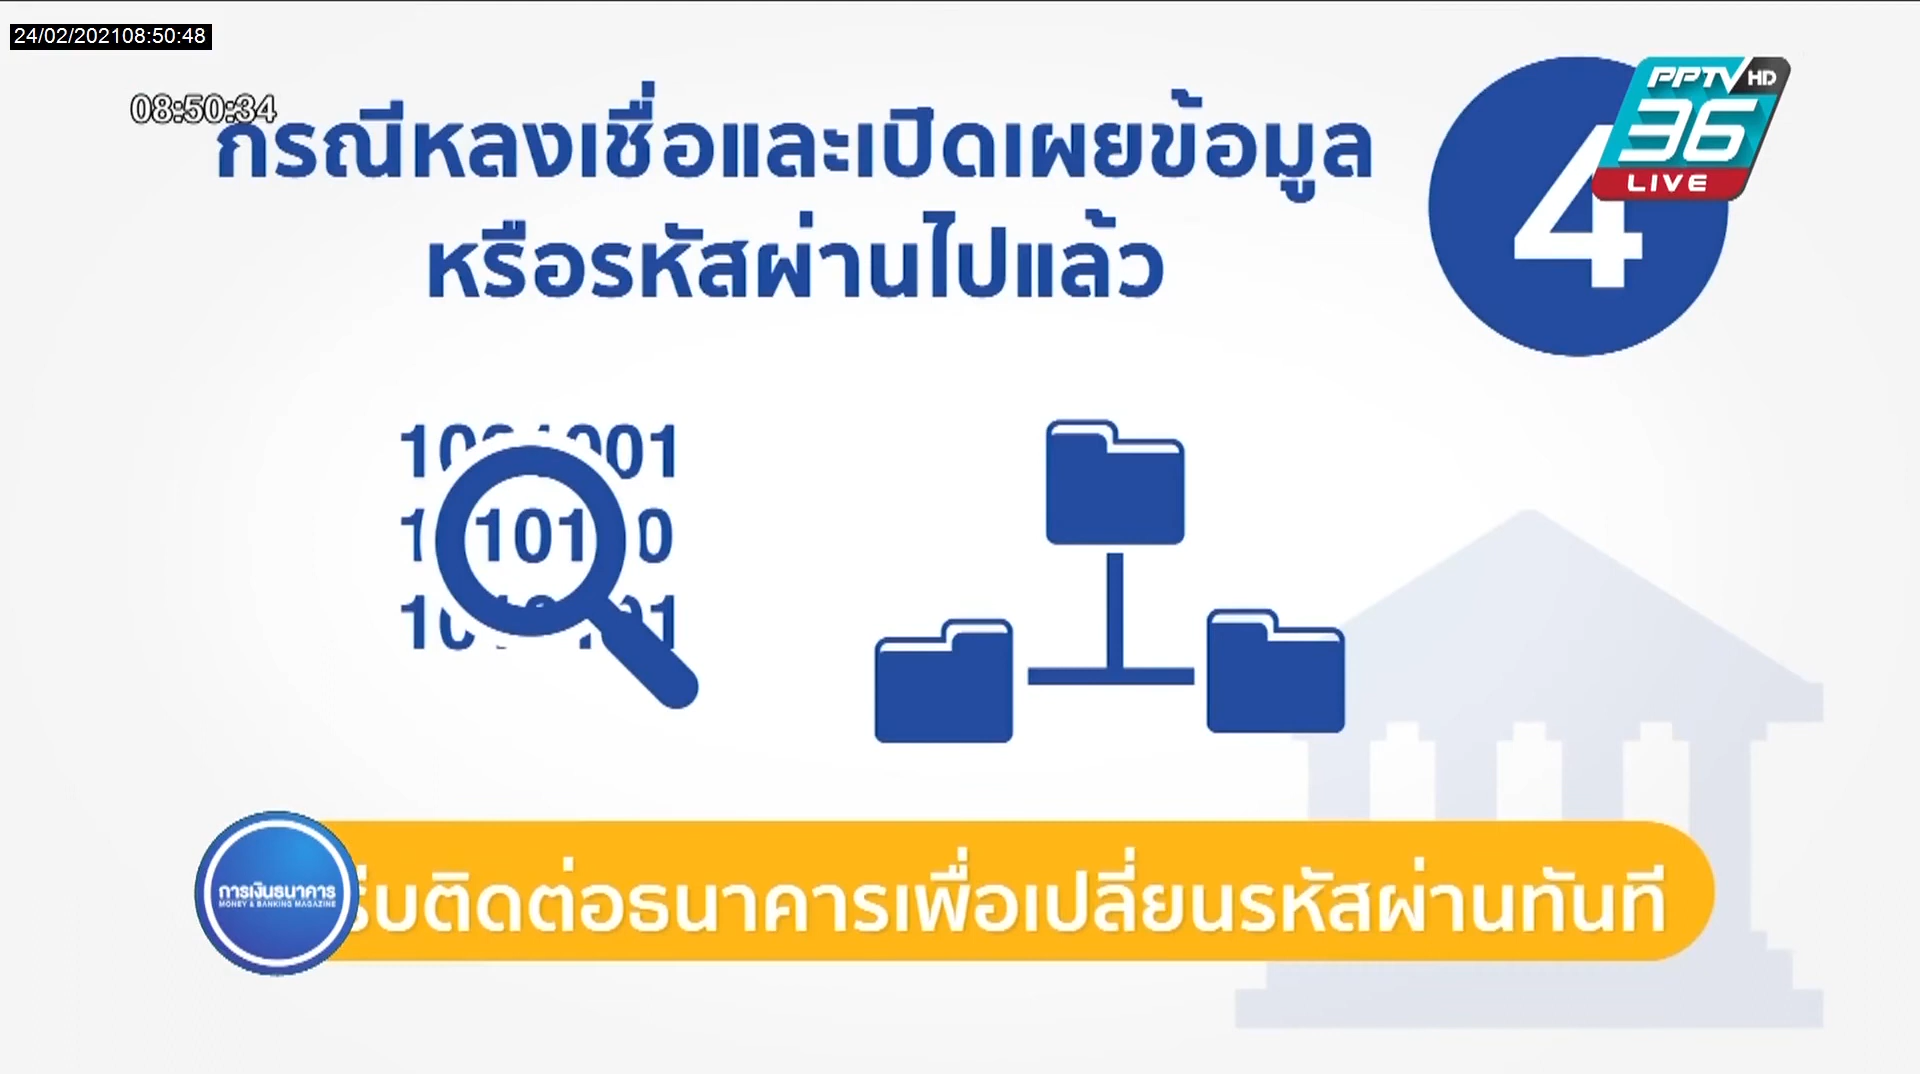 24/02/202108:50:48
08:50:34
กรณีหลงเชื่อและเปิดเผยข้อมูล
หรือรหัสผ่านไปแล้ว
4
PPTV HD
36
LIVE
101
การเงินธนาคาร
MONEY & BANKING MAGAZINE
รีบติดต่อธนาคารเพื่อเปลี่ยนรหัสผ่านทันที